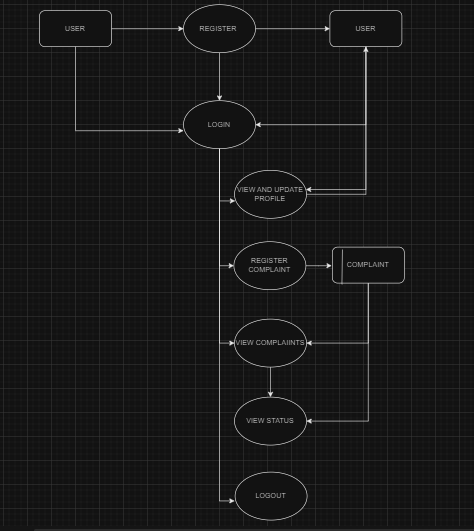 USER
REGISTER
USER
LOGIN
VIEW AND UPDATE
PROFILE
REGISTER
COMPLAINT
COMPLAINT
VIEW COMPLAIINTS
VIEW STATUS
LOGOUT